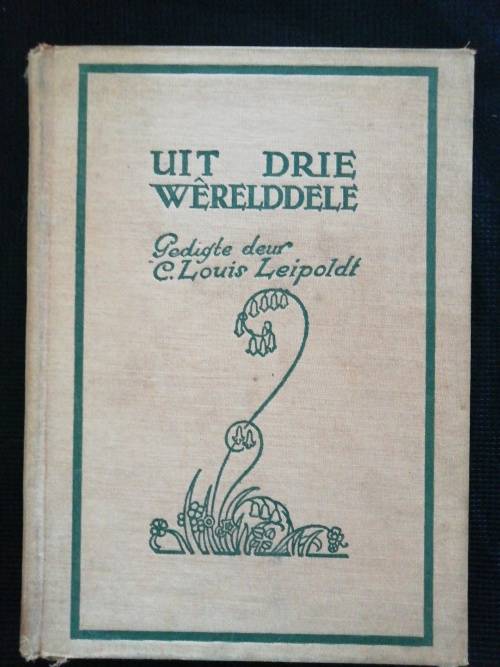 UIT DRIE
WÊRELDDELE
Gedigte deur
C. Louis Leipoldt